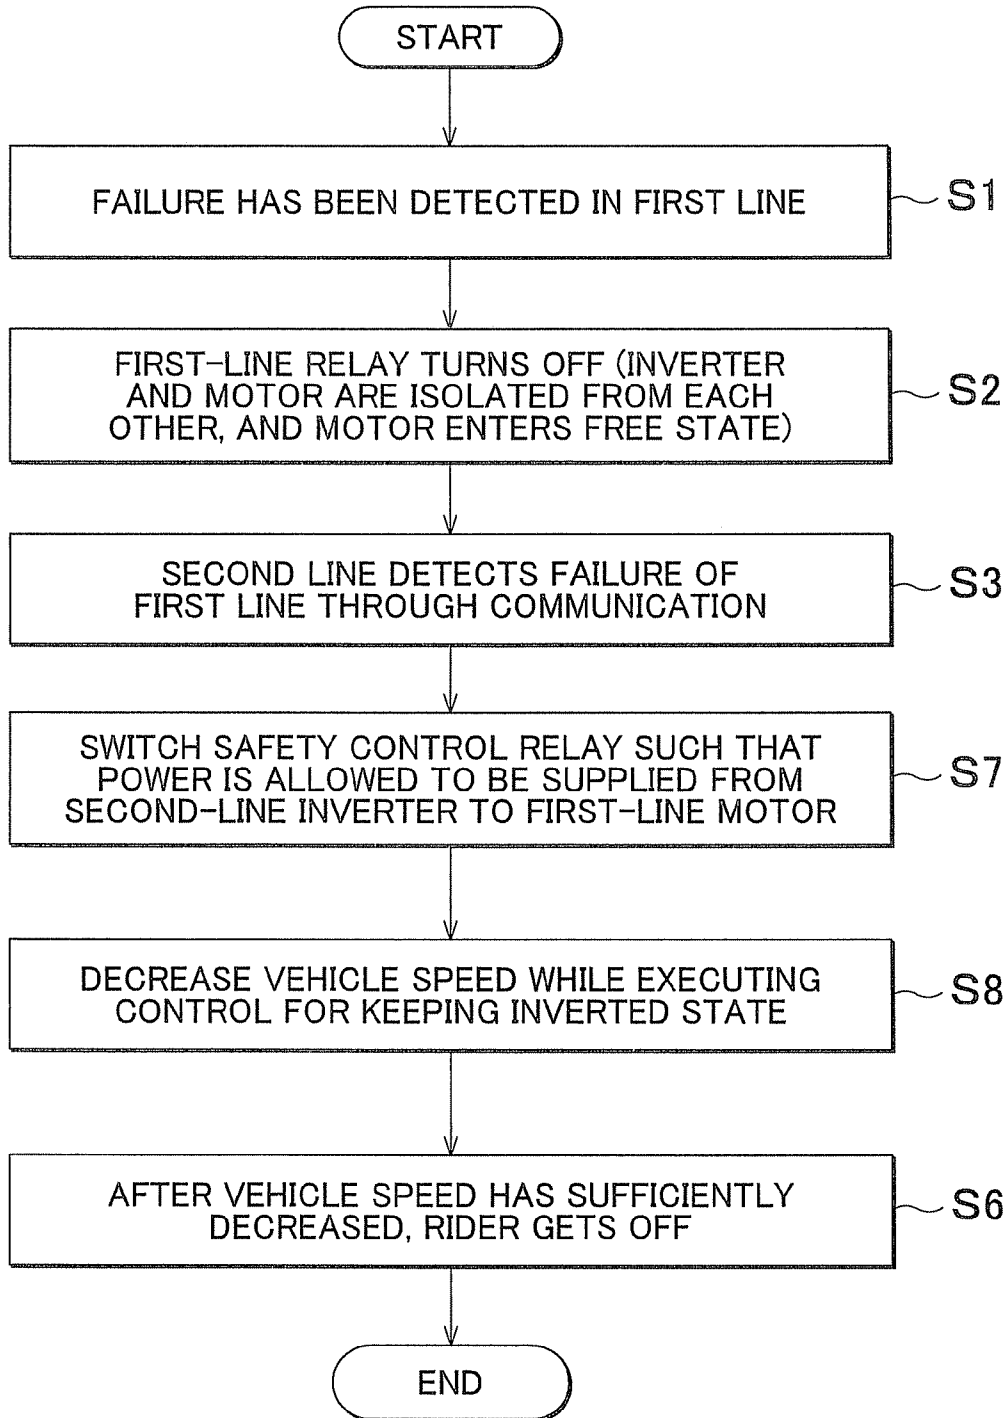 START
FAILURE HAS BEEN DETECTED IN FIRST LINE
S1
FIRST-LINE RELAY TURNS OFF (INVERTER
AND MOTOR ARE ISOLATED FROM EACH
OTHER, AND MOTOR ENTERS FREE STATE)
S2
SECOND LINE DETECTS FAILURE OF
FIRST LINE THROUGH COMMUNICATION
S3
SWITCH SAFETY CONTROL RELAY SUCH THAT
POWER IS ALLOWED TO BE SUPPLIED FROM
SECOND-LINE INVERTER TO FIRST-LINE MOTOR
S7
DECREASE VEHICLE SPEED WHILE EXECUTING
CONTROL FOR KEEPING INVERTED STATE
S8
AFTER VEHICLE SPEED HAS SUFFICIENTLY
DECREASED, RIDER GETS OFF
S6
END